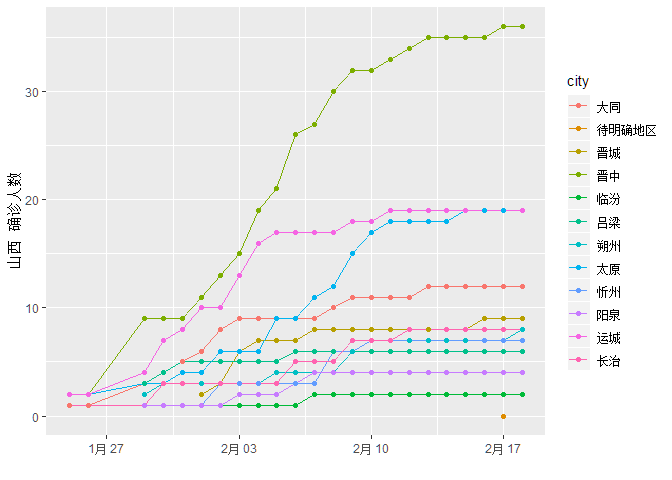 山西 确诊人数
30
20
10
0
1月 27
2月 03
2月 10
2月 17
city
大同
待明确地区
晋城
晋中
临汾
吕梁
朔州
太原
忻州
阳泉
运城
长治